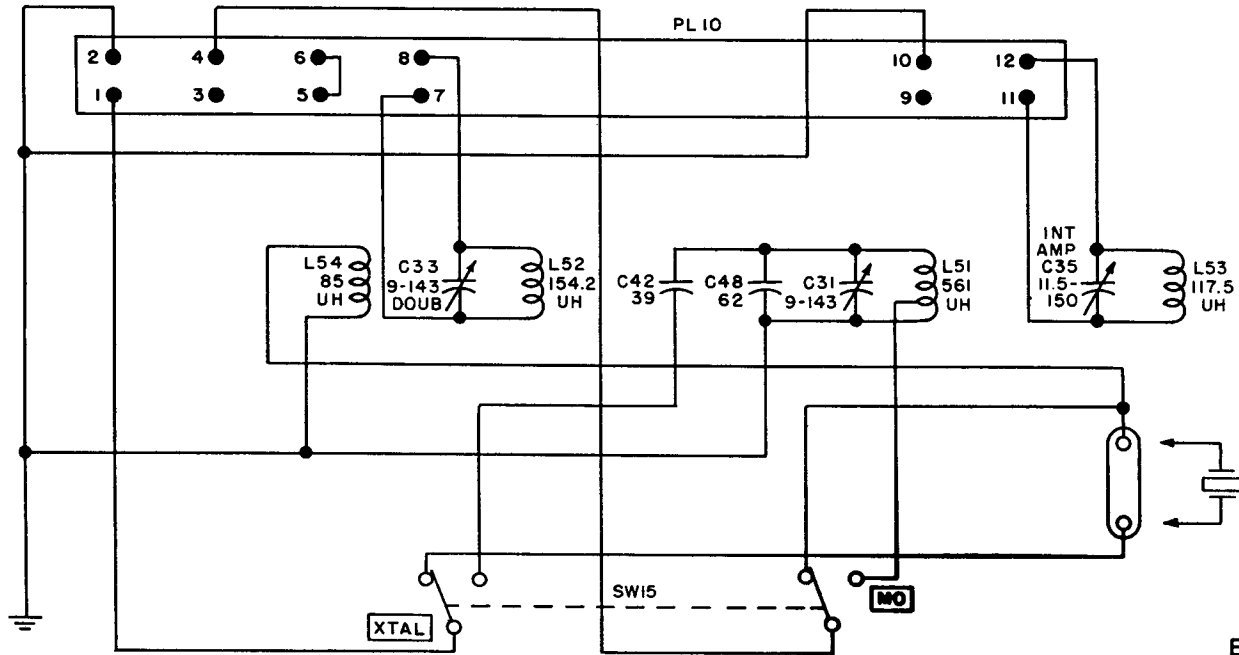 PL 10
2 4 6 8 10 12
1 3 5 7 9 11
L54
85
UH
C33
9-143
DOUB
L52
154.2
UH
C42
39
C48
62
C31
9-143
L51
561
UH
INT
AMP
C35
11.5-
150
L53
117.5
UH
SW15
XTAL
MO
E